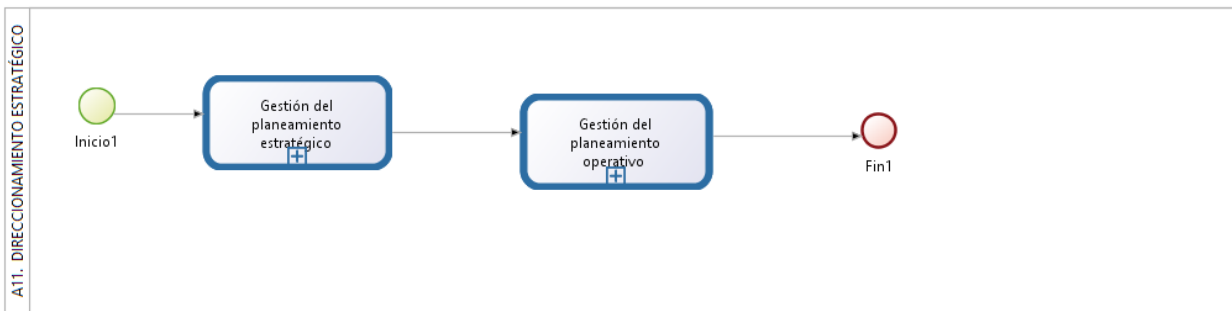 A11. DIRECCIONAMIENTO ESTRATÉGICO
Inicio1
Gestión del
planeamiento
estratégico
Gestión del
planeamiento
operativo
Fin1